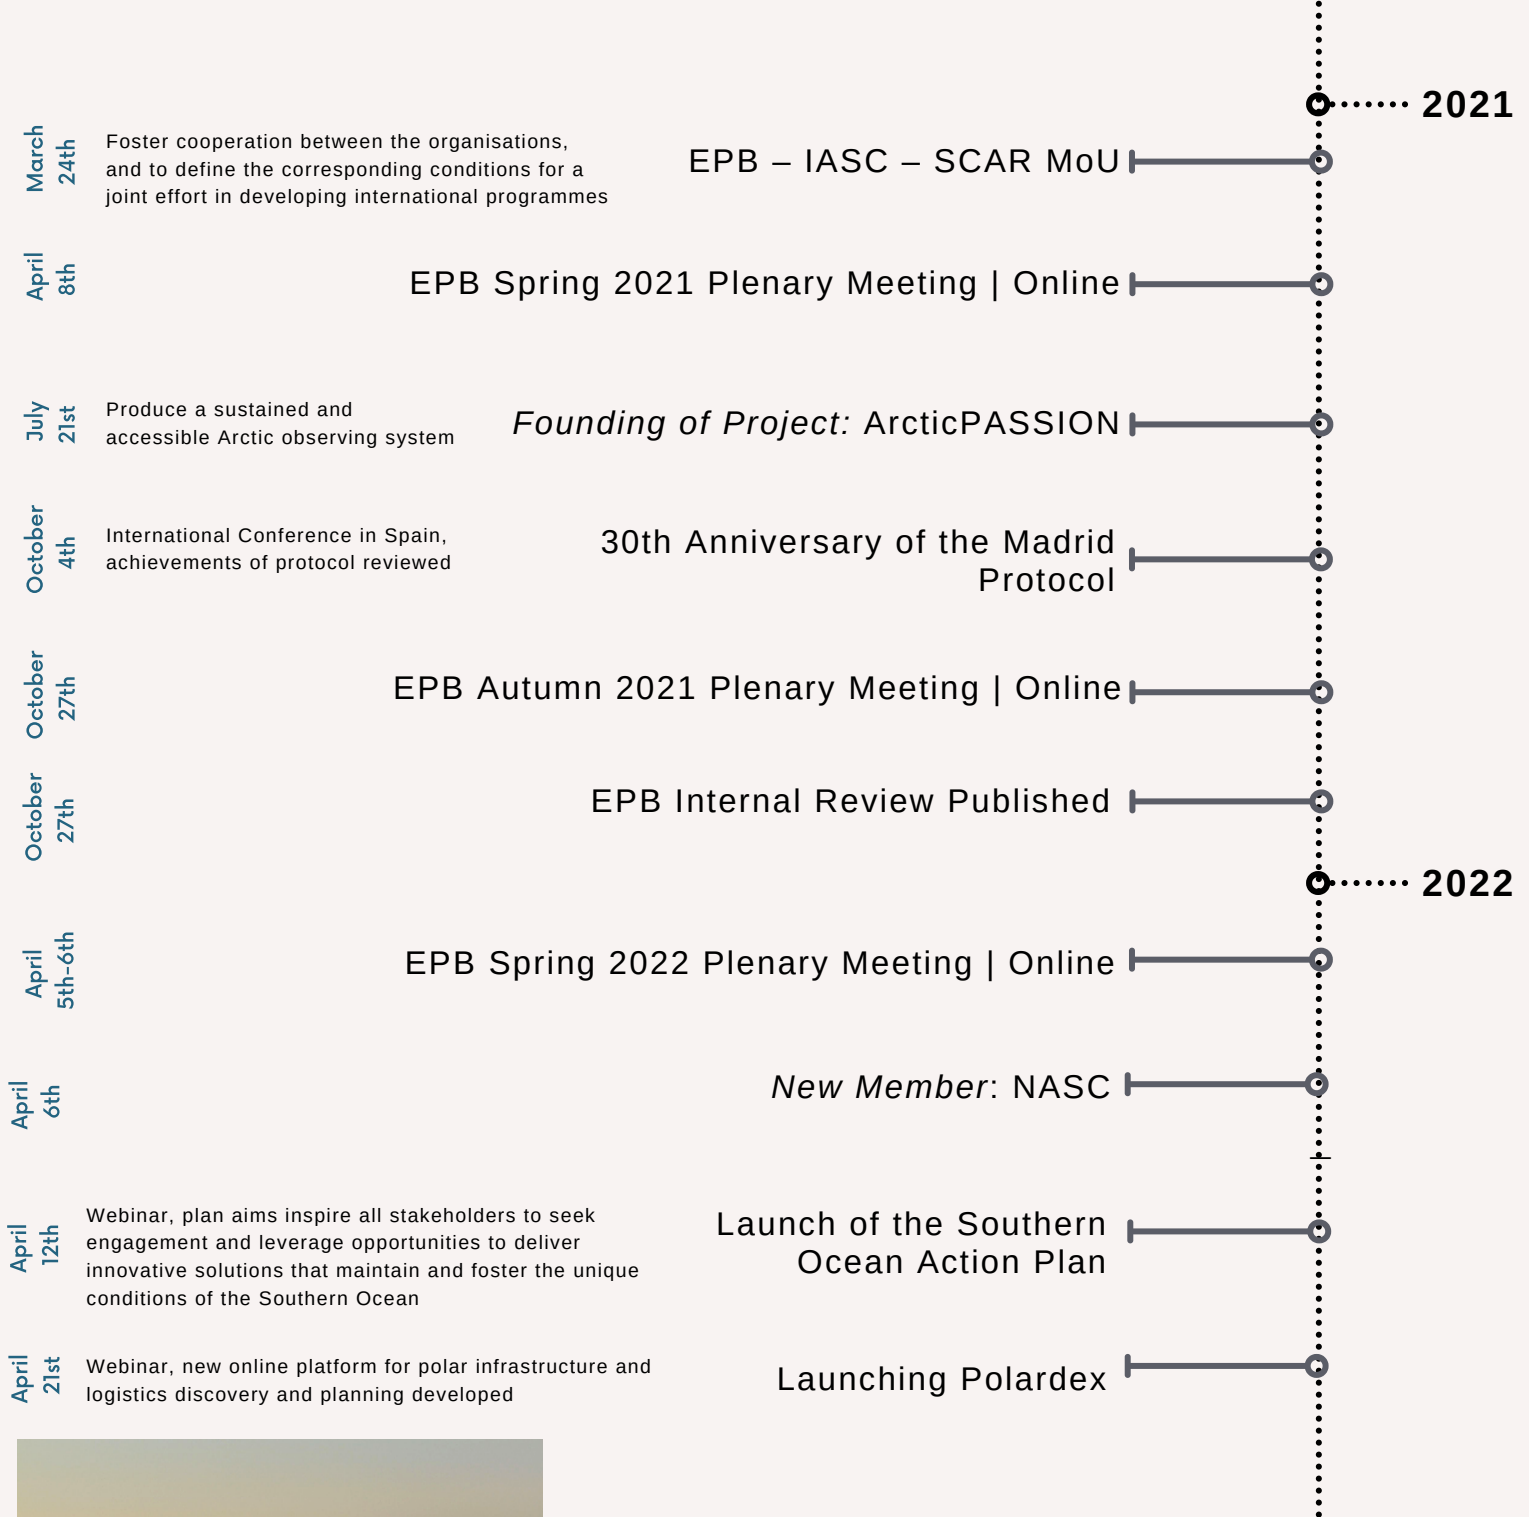 2021
March
24th
Foster cooperation between the organisations,
and to define the corresponding conditions for a
joint effort in developing international programmes
EPB – IASC – SCAR MoU
April
8th
EPB Spring 2021 Plenary Meeting | Online
July
21st
Produce a sustained and
accessible Arctic observing system
Founding of Project: ArcticPASSION
October
4th
International Conference in Spain,
achievements of protocol reviewed
30th Anniversary of the Madrid
Protocol
October
27th
EPB Autumn 2021 Plenary Meeting | Online
October
27th
EPB Internal Review Published
2022
April
5th-6th
EPB Spring 2022 Plenary Meeting | Online
April
6th
New Member: NASC
April
12th
Webinar, plan aims inspire all stakeholders to seek
engagement and leverage opportunities to deliver
innovative solutions that maintain and foster the unique
conditions of the Southern Ocean
Launch of the Southern
Ocean Action Plan
April
21st
Webinar, new online platform for polar infrastructure and
logistics discovery and planning developed
Launching Polardex